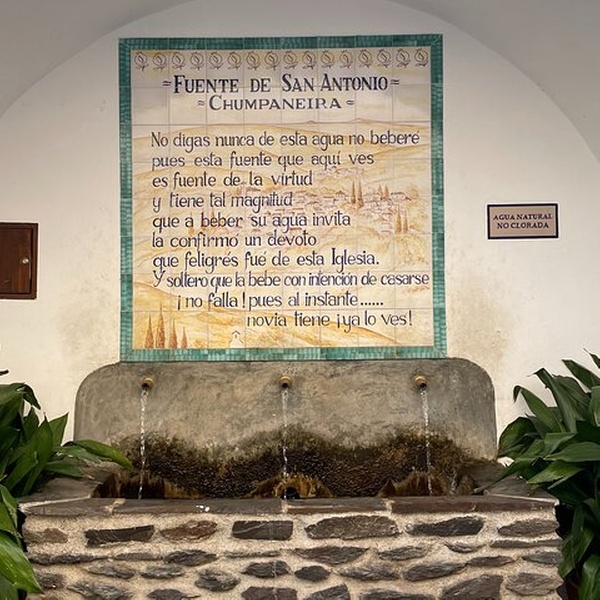 ≈FUENTE DE SAN ANTONIO≈
≈CHUMPANEIRA≈
No digas nunca de esta agua no beberé
pues esta fuente que aquí ves
es fuente de la virtud
y tiene tal magnitud
que a beber su agua invita
la confirmo un devoto
que feligrés fué de esta Iglesia.
Y soltero que la bebe con intención de casarse
¡no falla! pues al instante......
novia tiene ¡ya lo ves!
AGUA NATURAL
NO CLORADA